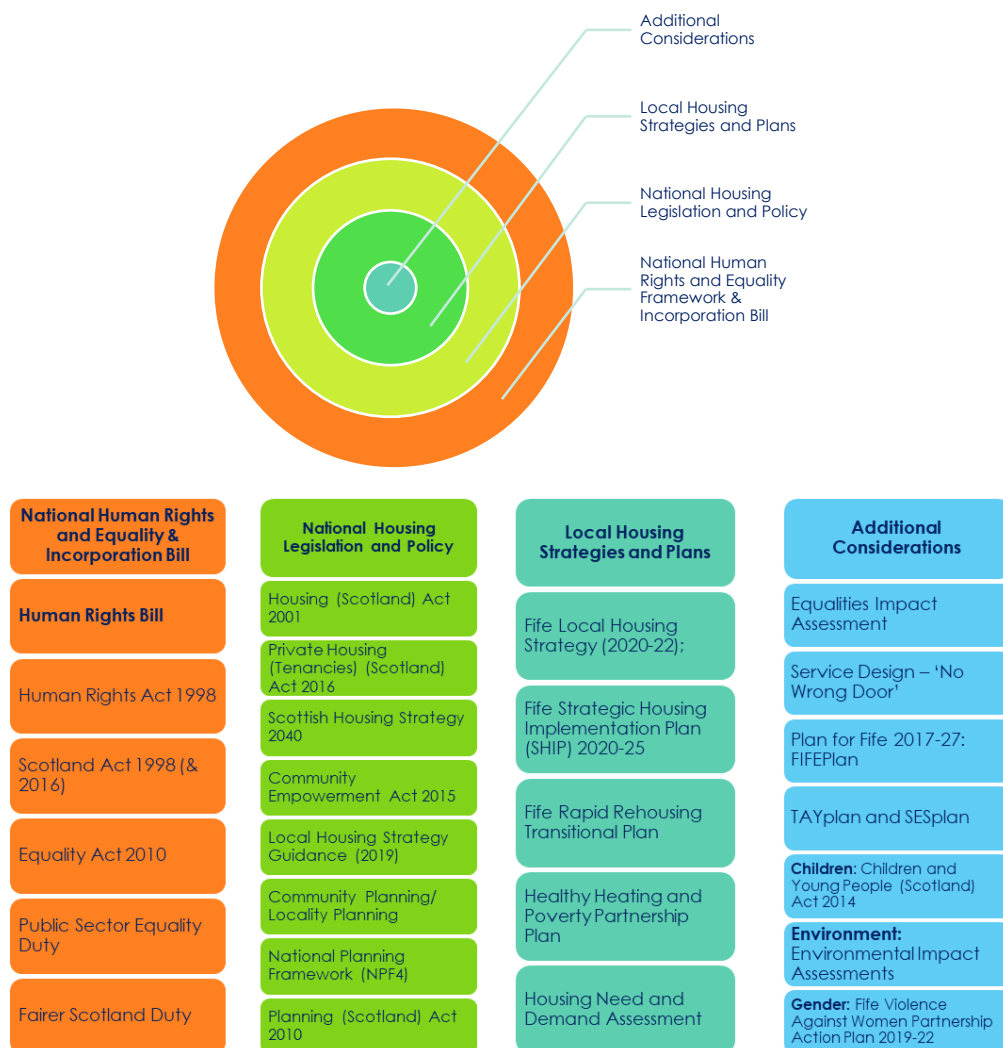 Additional
Considerations
Local Housing
Strategies and Plans
National Housing
Legislation and Policy
National Human
Rights and Equality
Framework &
Incorporation Bill
National Human Rights
and Equality &
Incorporation Bill
Human Rights Bill
Human Rights Act 1998
Scotland Act 1998 (&
2016)
Equality Act 2010
Public Sector Equality
Duty
Fairer Scotland Duty
National Housing
Legislation and Policy
Housing (Scotland) Act
2001
Private Housing
(Tenancies) (Scotland)
Act 2016
Scottish Housing Strategy
2040
Community
Empowerment Act 2015
Local Housing Strategy
Guidance (2019)
Community Planning/
Locality Planning
National Planning
Framework (NPF4)
Planning (Scotland) Act
2010
Local Housing
Strategies and Plans
Fife Local Housing
Strategy (2020-22);
Fife Strategic Housing
Implementation Plan
(SHIP) 2020-25
Fife Rapid Rehousing
Transitional Plan
Healthy Heating and
Poverty Partnership
Plan
Housing Need and
Demand Assessment
Additional
Considerations
Equalities Impact
Assessment
Service Design – ‘No
Wrong Door’
Plan for Fife 2017-27:
FIFEPlan
TAYplan and SESplan
Children: Children and
Young People (Scotland)
Act 2014
Environment:
Environmental Impact
Assessments
Gender: Fife Violence
Against Women Partnership
Action Plan 2019-22